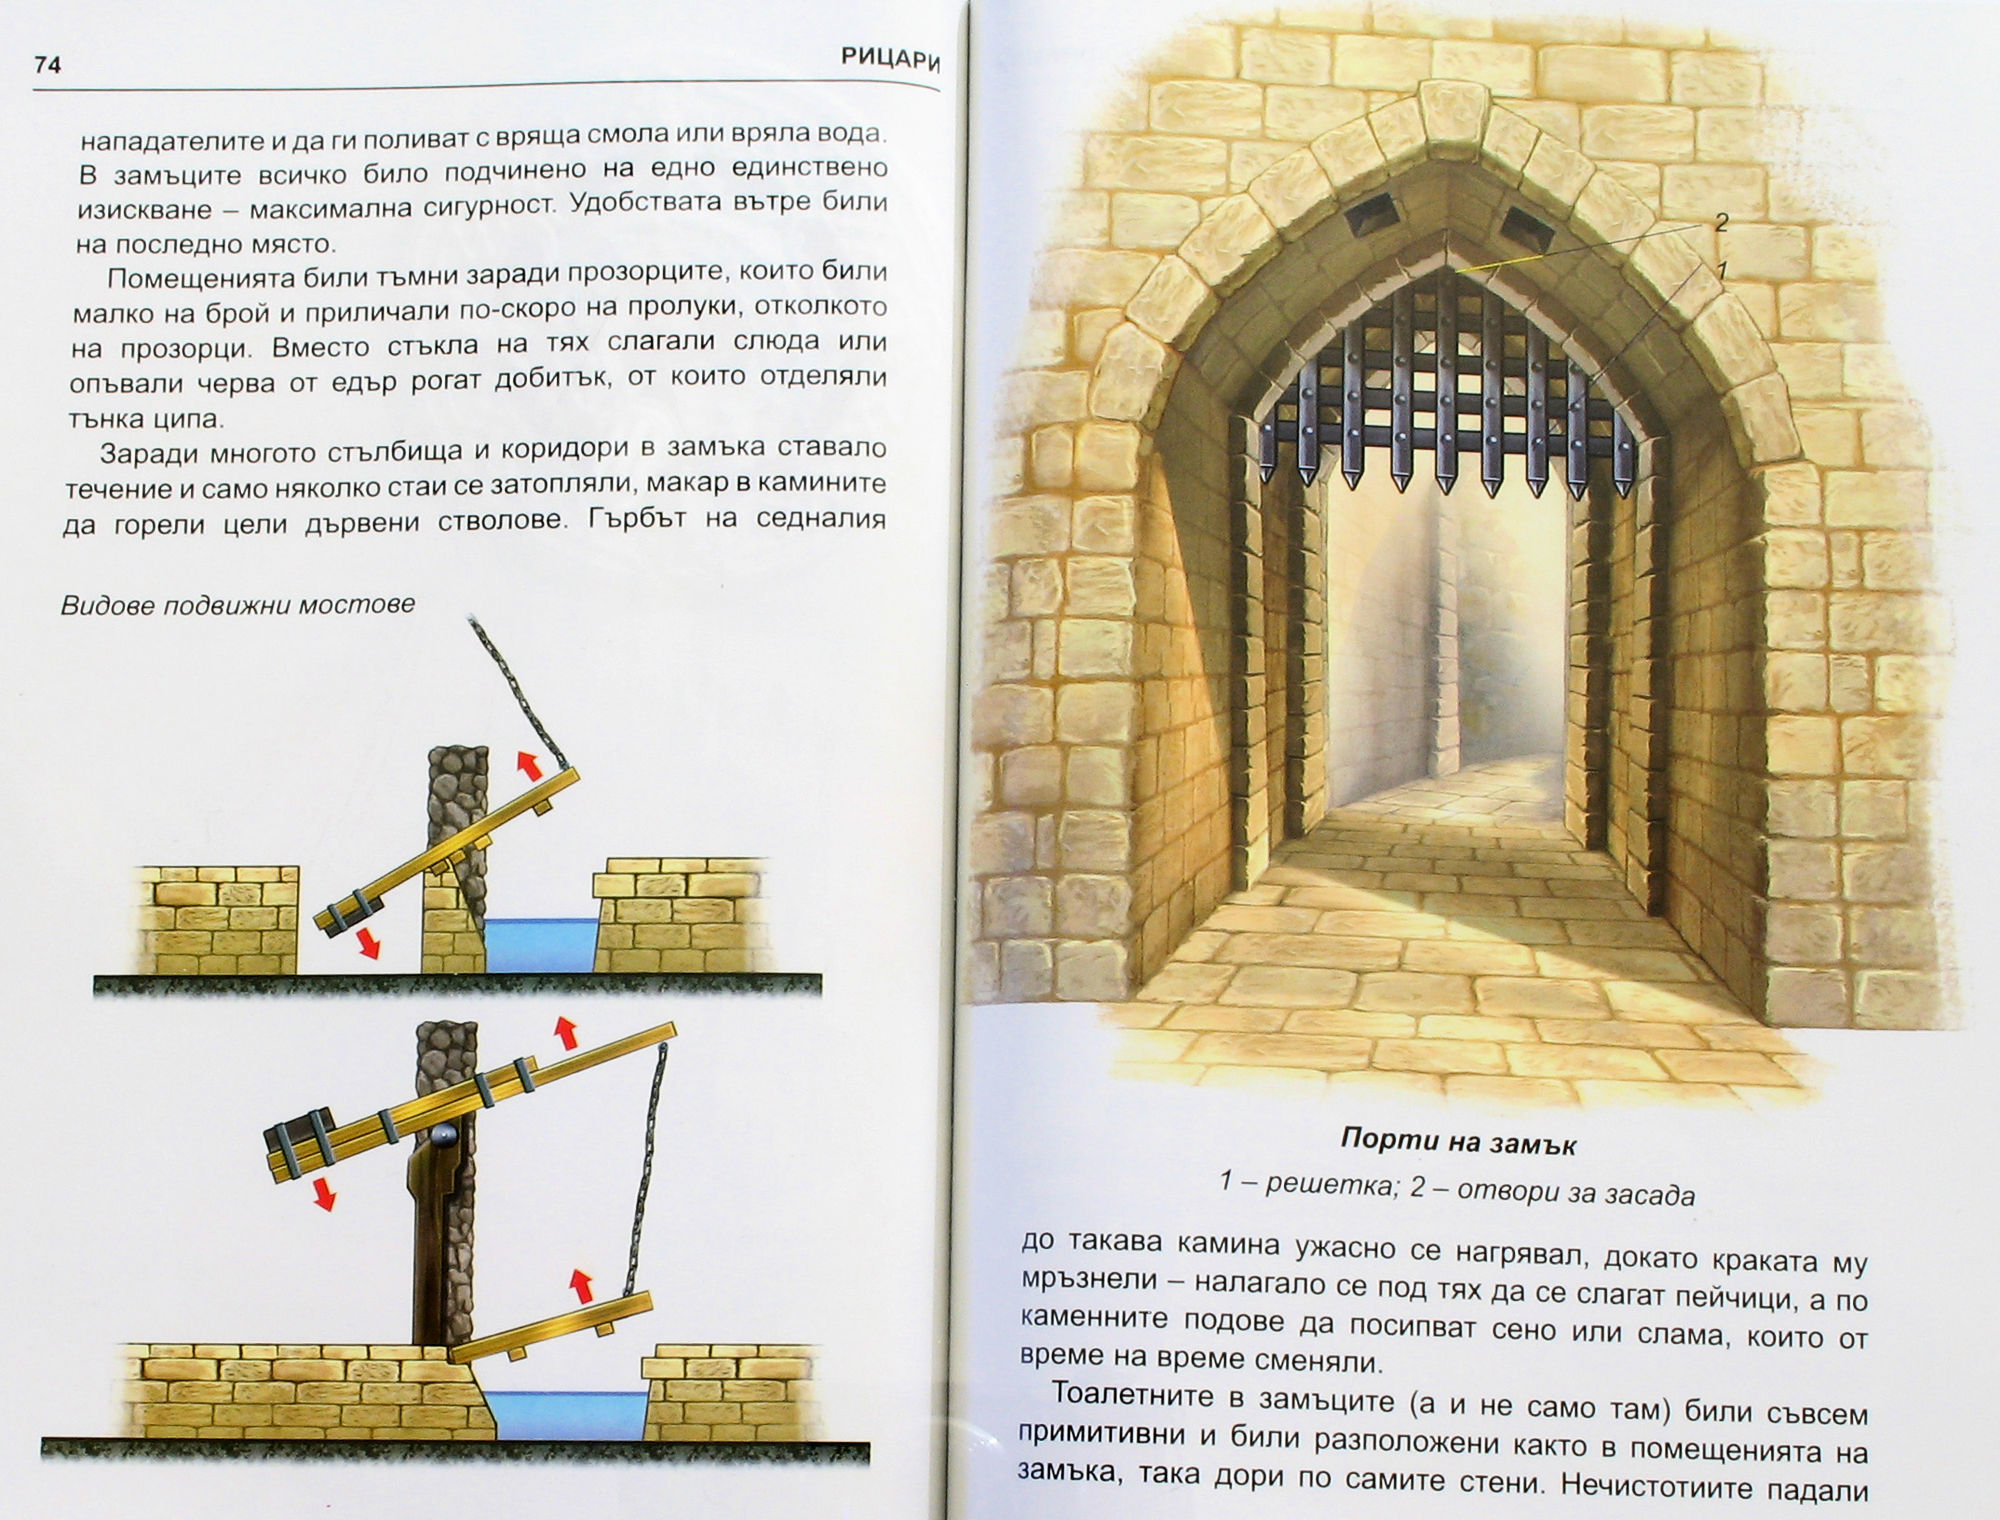 74
РИЦАРИ
нападателите и да ги поливат с вряща смола или вряла вода.
В замъците всичко било подчинено на едно единствено
изискване – максимална сигурност. Удобствата вътре били
на последно място.
Помещенията били тъмни заради прозорците, които били
малко на брой и приличали по-скоро на пролуки, отколкото
на прозорци. Вместо стъкла на тях слагали слюда или
опъвали черва от едър рогат добитък, от които отделяли
тънка ципа.
Заради многото стълбища и коридори в замъка ставало
течение и само няколко стаи се затопляли, макар в камините
да горели цели дървени стволове. Гърбът на седналия
Видове подвижни мостове
2
1
Порти на замък
1 – решетка; 2 – отвори за засада
до такава камина ужасно се нагрявал, докато краката му
мръзнели – налагало се под тях да се слагат пейчици, а по
каменните подове да посипват сено или слама, които от
време на време сменяли.
Тоалетните в замъците (а и не само там) били съвсем
примитивни и били разположени както в помещенията на
замъка, така дори по самите стени. Нечистотиите падали